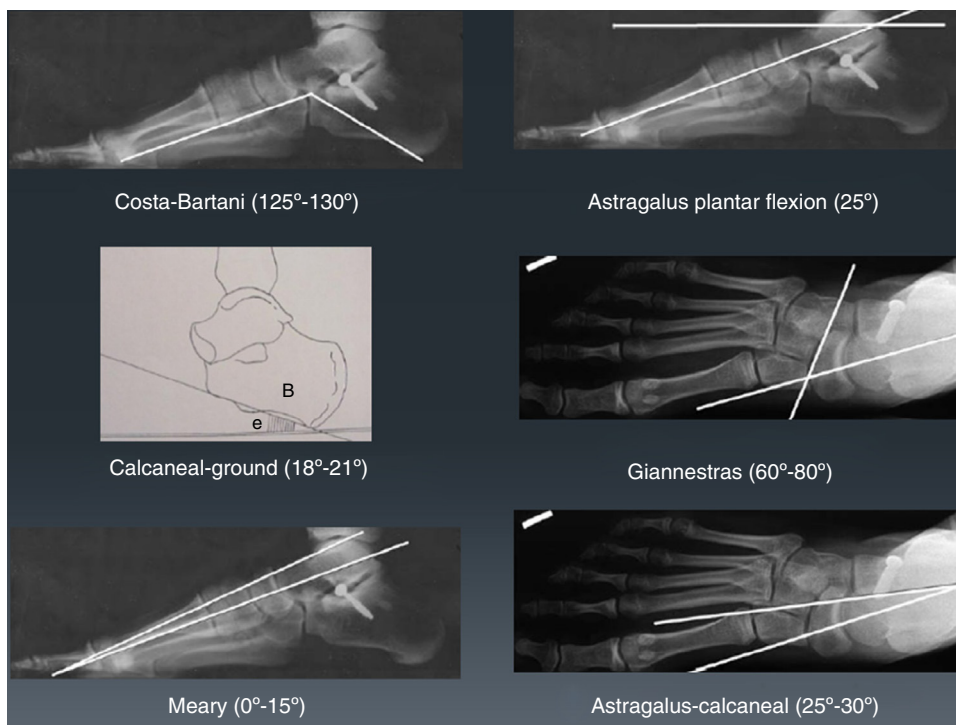 Costa-Bartani (125º-130º)
Astragalus plantar flexion (25º)
B
e
Calcaneal-ground (18º-21º)
Giannestras (60º-80º)
Meary (0º-15º)
Astragalus-calcaneal (25º-30º)